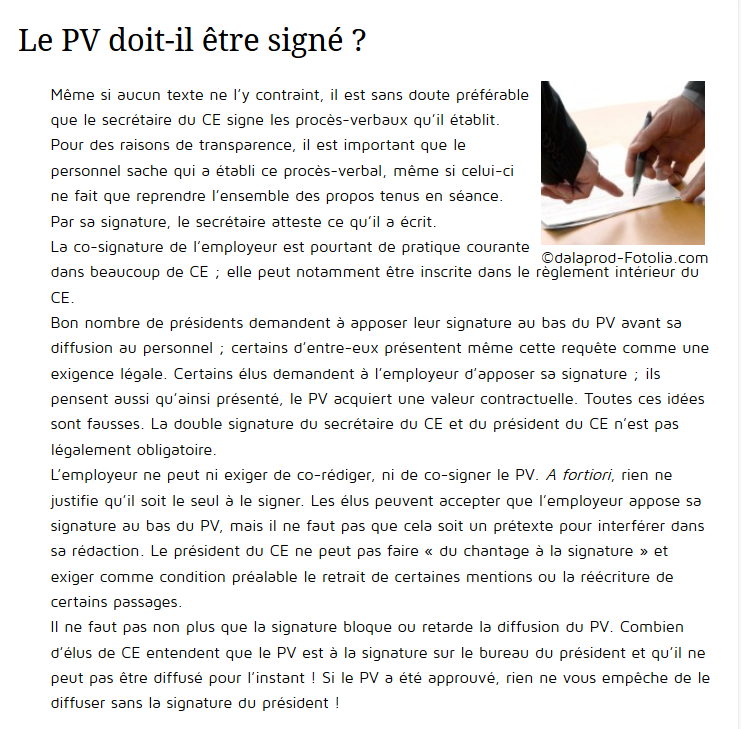 Le PV doit-il être signé ?
Même si aucun texte ne l'y contraint, il est sans doute préférable
que le secrétaire du CE signe les procès-verbaux qu'il établit.
Pour des raisons de transparence, il est important que le
personnel sache qui a établi ce procès-verbal, même si celui-ci
ne fait que reprendre l'ensemble des propos tenus en séance.
Par sa signature, le secrétaire atteste ce qu'il a écrit.
La co-signature de l'employeur est pourtant de pratique courante
©dalaprod-Fotolia.com
dans beaucoup de CE ; elle peut notamment être inscrite dans le règlement intérieur du
CE.
Bon nombre de présidents demandent à apposer leur signature au bas du PV avant sa
diffusion au personnel ; certains d'entre-eux présentent même cette requête comme une
exigence légale. Certains élus demandent à l'employeur d'apposer sa signature ; ils
pensent aussi qu'ainsi présenté, le PV acquiert une valeur contractuelle. Toutes ces idées
sont fausses. La double signature du secrétaire du CE et du président du CE n'est pas
légalement obligatoire.
L'employeur ne peut ni exiger de co-rédiger, ni de co-signer le PV. A fortiori, rien ne
justifie qu'il soit le seul à le signer. Les élus peuvent accepter que l'employeur appose sa
signature au bas du PV, mais il ne faut pas que cela soit un prétexte pour interférer dans
sa rédaction. Le président du CE ne peut pas faire « du chantage à la signature » et
exiger comme condition préalable le retrait de certaines mentions ou la réécriture de
certains passages.
Il ne faut pas non plus que la signature bloque ou retarde la diffusion du PV. Combien
d'élus de CE entendent que le PV est à la signature sur le bureau du président et qu'il ne
peut pas être diffusé pour l'instant ! Si le PV a été approuvé, rien ne vous empêche de le
diffuser sans la signature du président !